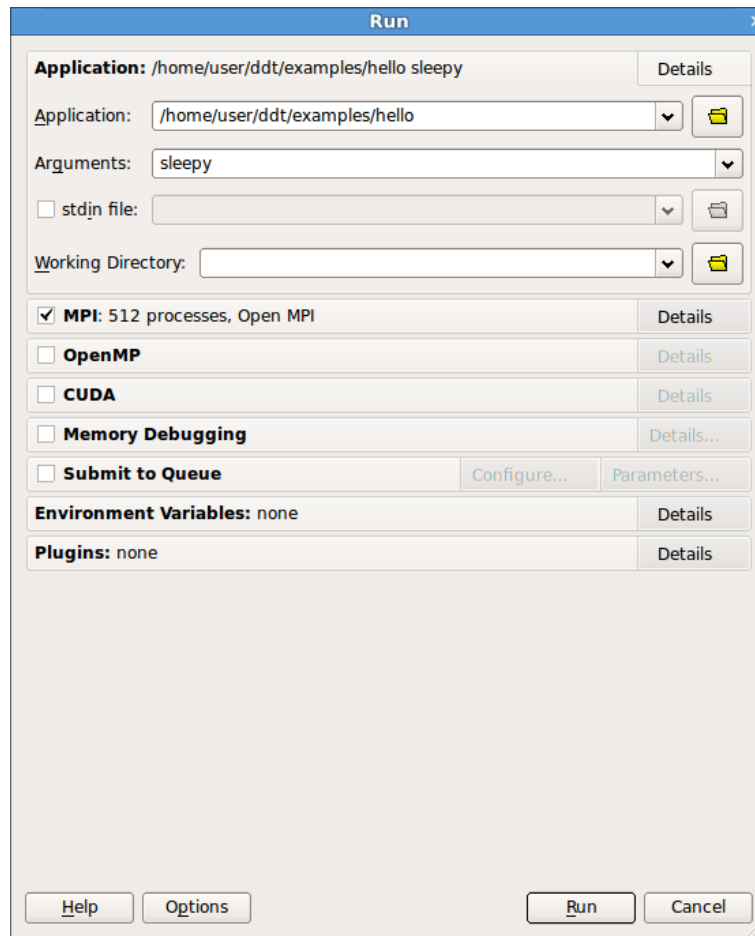 Run
Application: /home/user/ddt/examples/hello sleepy Details
Application: /home/user/ddt/examples/hello
Arguments: sleepy
stdin file:
Working Directory:
MPI: 512 processes, Open MPI Details
OpenMP Details
CUDA Details
Memory Debugging Details...
Submit to Queue Configure... Parameters...
Environment Variables: none Details
Plugins: none Details
Help Options Run Cancel